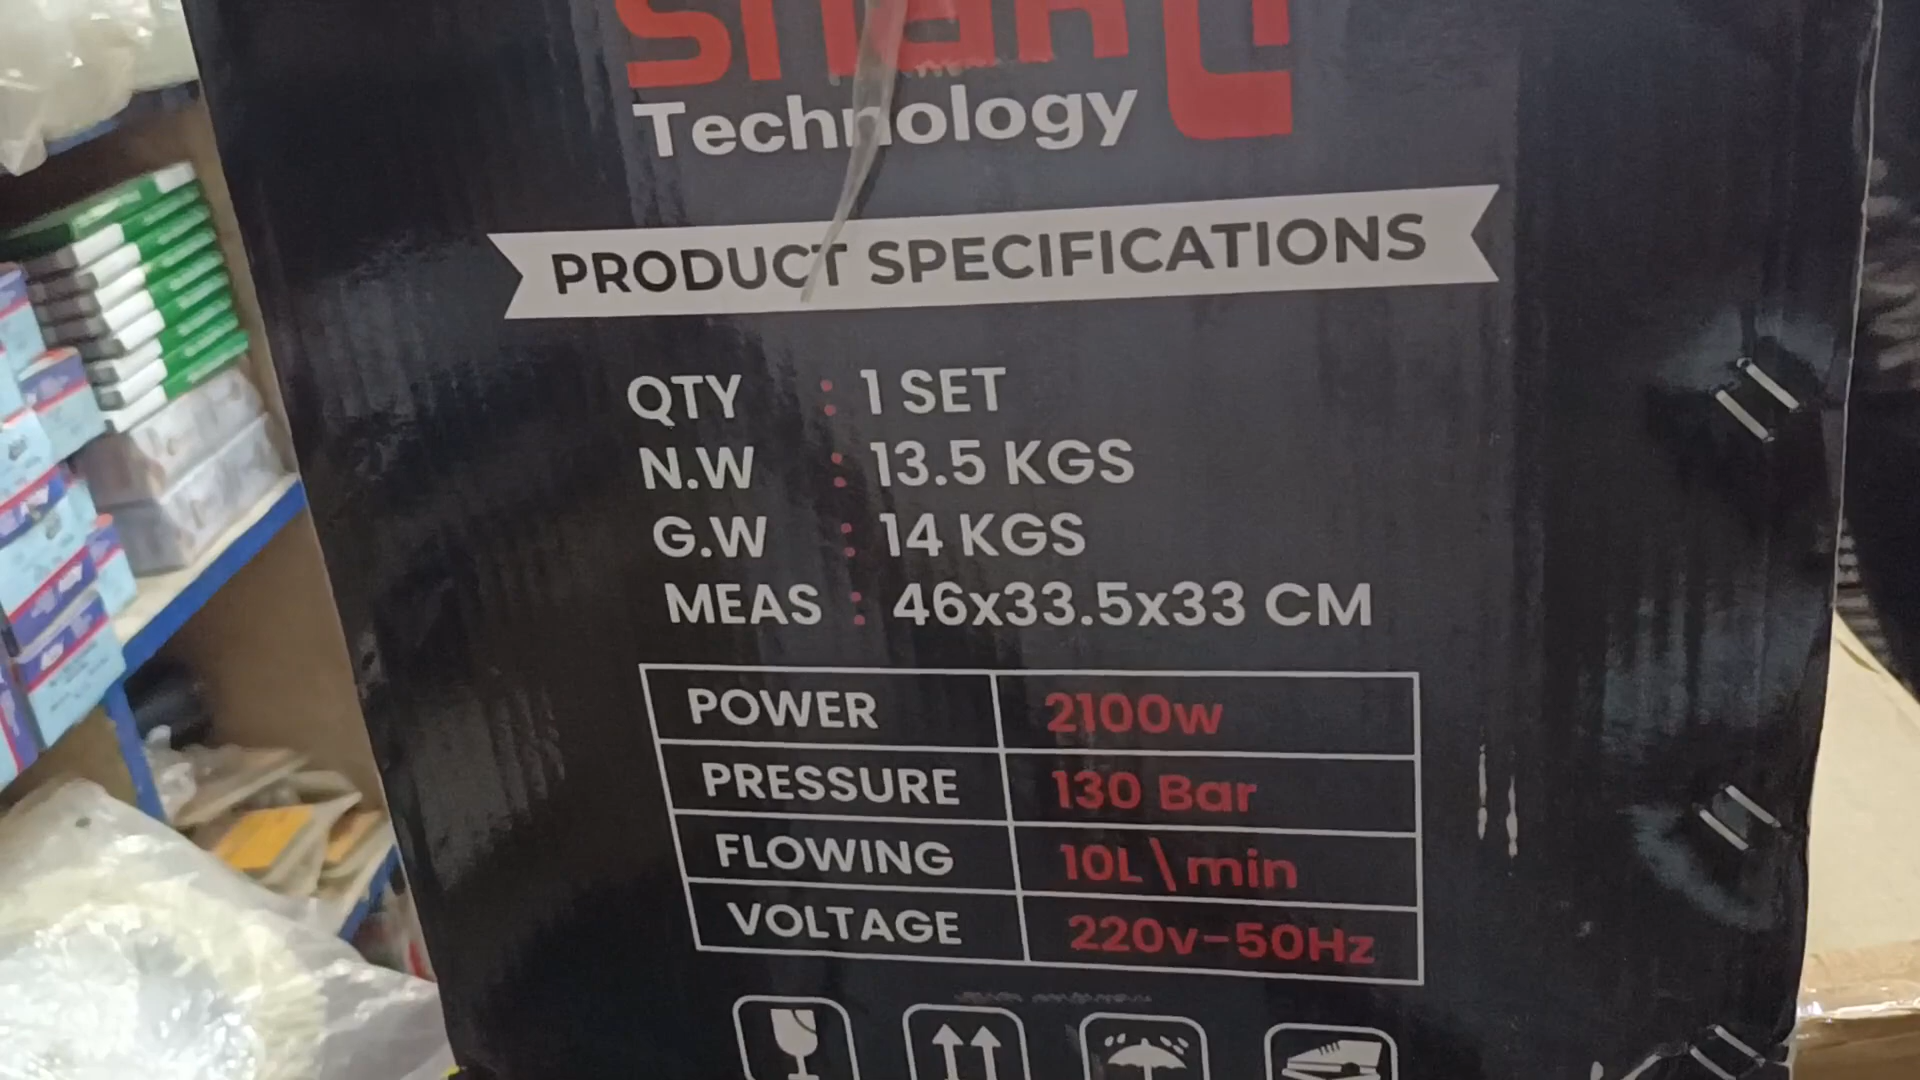 SHAKTI
Technology
PRODUCT SPECIFICATIONS
QTY : 1 SET
N.W : 13.5 KGS
G.W : 14 KGS
MEAS : 46x33.5x33 CM
POWER 2100w
PRESSURE 130 Bar
FLOWING 10L\min
VOLTAGE 220v-50Hz